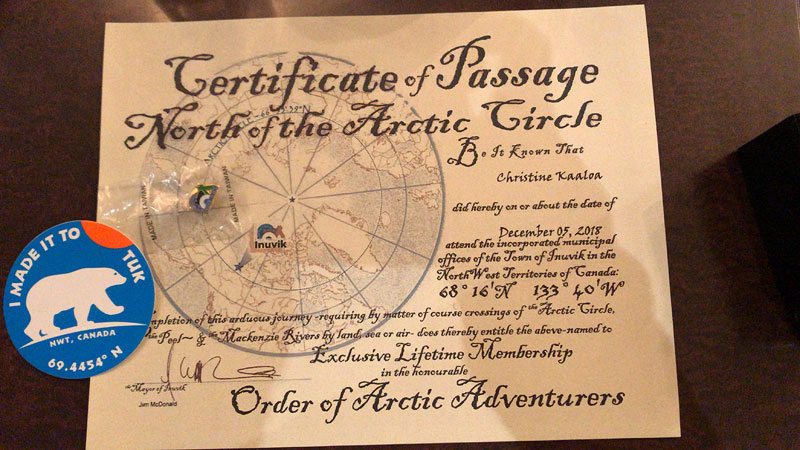 Certificate of Passage
North of the Arctic Circle
Be It Known That
Christine Kaaloa
did hereby on or about the date of
December 05, 2018
attend the incorporated municipal
offices of the Town of Inuvik in the
NorthWest Territories of Canada:
68° 16'N 133° 40'W
completion of this arduous journey -requiring by matter of course crossings of the Arctic Circle,
the Peel~ & the Mackenzie Rivers by land, sea or air- does thereby entitle the above-named to
Exclusive Lifetime Membership
in the honourable
Order of Arctic Adventurers
the Mayor of Inuvik
Jim McDonald
Inuvik
MADE IN TAIWAN
MADE IN TAIWAN
I MADE IT TO TUK
NWT, CANADA
69.4454° N